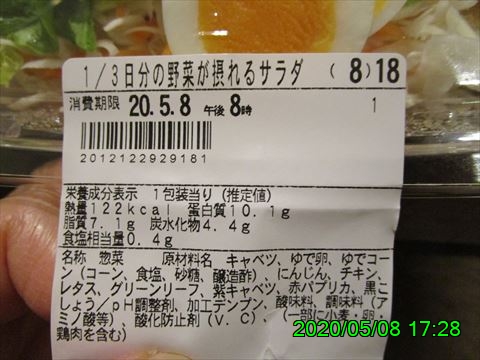 1/3日分の野菜が摂れるサラダ (8)18
消費期限 20.5.8 午後8時 1
2012122929181
栄養成分表示 1包装当り(推定値)
熱量122kcal 蛋白質10.1g
脂質7.1g 炭水化物4.4g
食塩相当量0.4g
名称 惣菜 原材料名 キャベツ、ゆで卵、ゆでコー
ン(コーン、食塩、砂糖、醸造酢)、にんじん、チキン、
レタス、グリーンリーフ、紫キャベツ、赤パプリカ、黒こ
しょう/pH調整剤、加工デンプン、酸味料、調味料(ア
ミノ酸等)、酸化防止剤(V.C)、(一部に小麦・卵・
鶏肉を含む)
2020/05/08 17:28